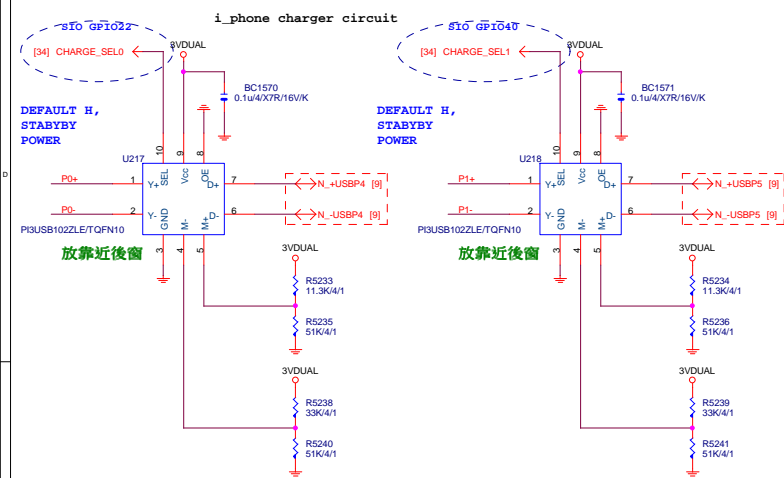 i_phone charger circuit
SIO GPIO22
[34] CHARGE_SEL0
3VDUAL
BC1570
0.1u/4/X7R/16V/K
DEFAULT H,
STABYBY
POWER
U217
10
9
8
SEL
Vcc
OE
P0+
1
Y+
D+
7
N_+USBP4 [9]
P0-
2
Y-
D-
6
N_-USBP4 [9]
GND
M-
M+
3
4
5
PI3USB102ZLE/TQFN10
放靠近後窗
3VDUAL
R5233
11.3K/4/1
R5235
51K/4/1
3VDUAL
R5238
33K/4/1
R5240
51K/4/1
SIO GPIO40
[34] CHARGE_SEL1
3VDUAL
BC1571
0.1u/4/X7R/16V/K
DEFAULT H,
STABYBY
POWER
U218
10
9
8
SEL
Vcc
OE
P1+
1
Y+
D+
7
N_+USBP5 [9]
P1-
2
Y-
D-
6
N_-USBP5 [9]
GND
M-
M+
3
4
5
PI3USB102ZLE/TQFN10
放靠近後窗
3VDUAL
R5234
11.3K/4/1
R5236
51K/4/1
3VDUAL
R5239
33K/4/1
R5241
51K/4/1
D